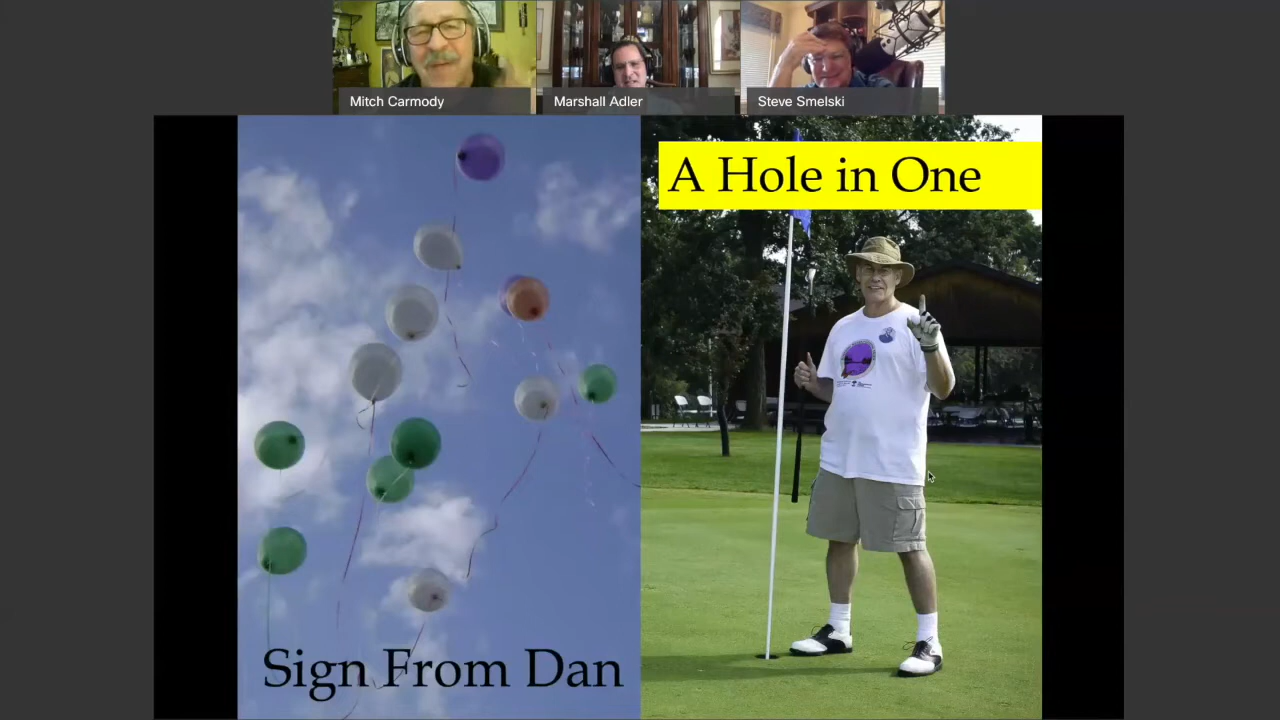 Mitch Carmody
Marshall Adler
Steve Smelski
A Hole in One
Sign From Dan